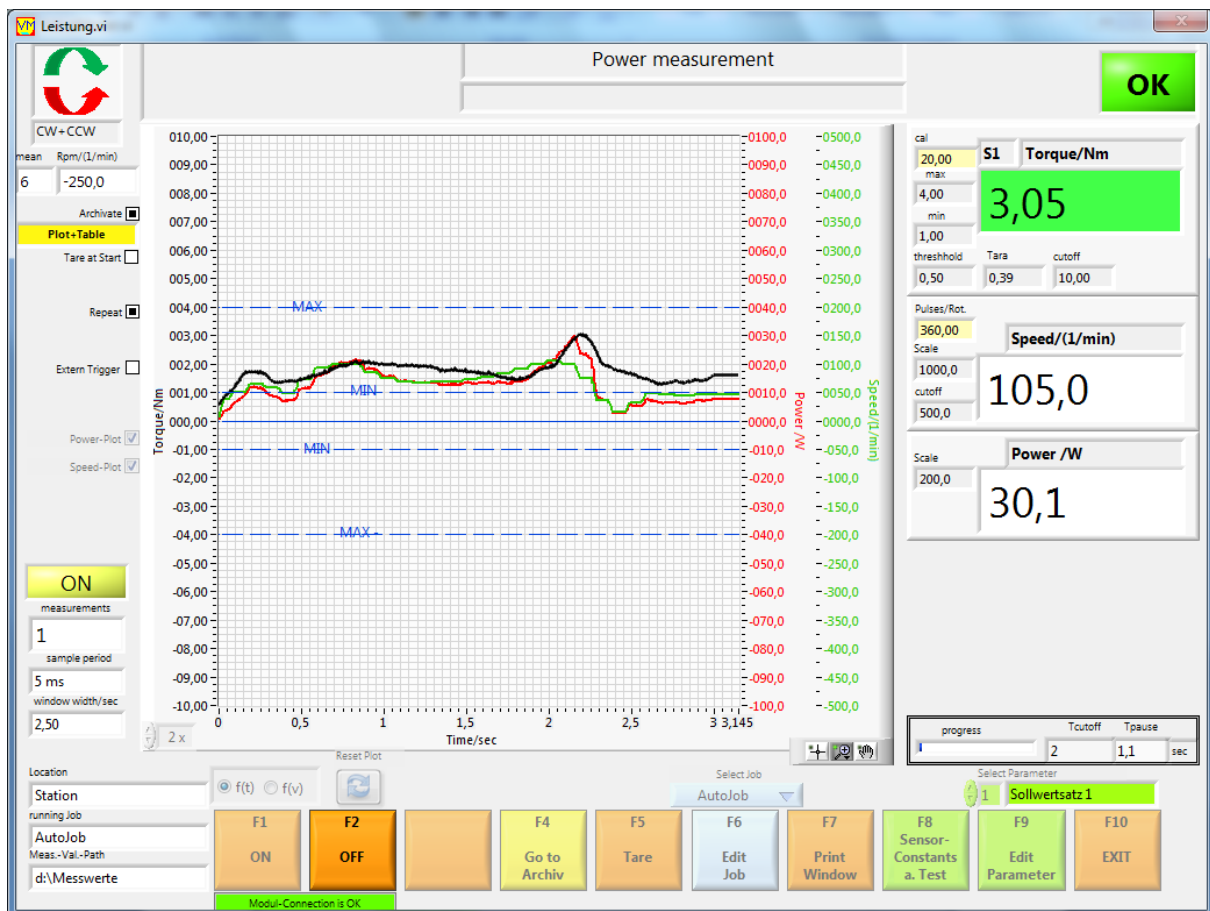 Leistung.vi
Power measurement
OK
CW+CCW
mean Rpm/(1/min)
6 -250,0
Archivate
Plot+Table
Tare at Start
Repeat
Extern Trigger
Power-Plot
Speed-Plot
ON
measurements
1
sample period
5 ms
window width/sec
2,50
010,00
009,00
008,00
007,00
006,00
005,00
004,00
003,00
002,00
001,00
000,00
-01,00
-02,00
-03,00
-04,00
-05,00
-06,00
-07,00
-08,00
-09,00
-10,00
Torque/Nm
MAX
MIN
MIN
MAX -
0 0,5 1 1,5 2 2,5 3 3,145
Time/sec
2 x
0100,0
0090,0
0080,0
0070,0
0060,0
0050,0
0040,0
0030,0
0020,0
0010,0
0000,0
-010,0
-020,0
-030,0
-040,0
-050,0
-060,0
-070,0
-080,0
-090,0
-100,0
Power /W
0500,0
0450,0
0400,0
0350,0
0300,0
0250,0
0200,0
0150,0
0100,0
0050,0
0000,0
-050,0
-100,0
-150,0
-200,0
-250,0
-300,0
-350,0
-400,0
-450,0
-500,0
Speed/(1/min)
cal
20,00
max
4,00
min
1,00
S1 Torque/Nm
3,05
threshhold Tara cutoff
0,50 0,39 10,00
Pulses/Rot.
360,00
Scale
1000,0
cutoff
500,0
Speed/(1/min)
105,0
Scale
200,0
Power /W
30,1
progress Tcutoff Tpause
2 1,1 sec
Location
Station
running Job
AutoJob
Meas.-Val.-Path
d:\Messwerte
f(t) f(v)
Reset Plot
Select Job
AutoJob
Select Parameter
1 Sollwertsatz 1
F1
ON
F2
OFF
F4
Go to
Archiv
F5
Tare
F6
Edit
Job
F7
Print
Window
F8
Sensor-
Constants
a. Test
F9
Edit
Parameter
F10
EXIT
Modul-Connection is OK